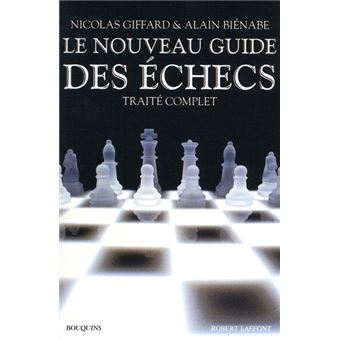 NICOLAS GIFFARD & ALAIN BIÉNABE
LE NOUVEAU GUIDE
DES ÉCHECS
TRAITÉ COMPLET
BOUQUINS
ROBERT LAFFONT